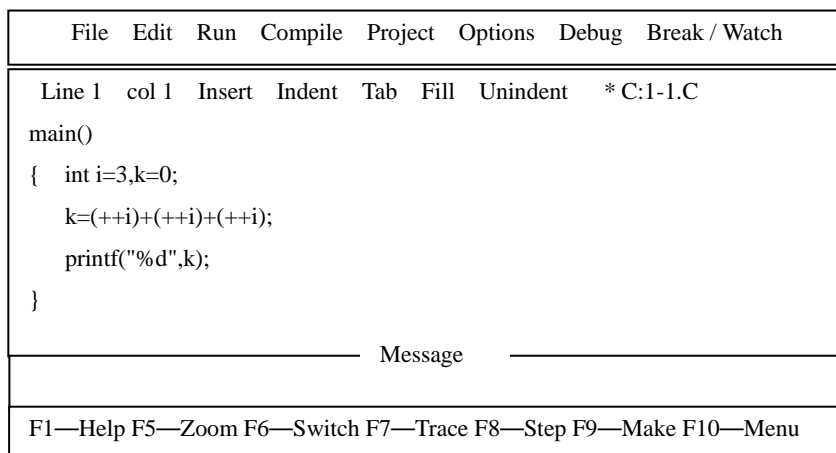 File Edit Run Compile Project Options Debug Break / Watch
Line 1 col 1 Insert Indent Tab Fill Unindent * C:1-1.C
main()
{ int i=3,k=0;
k=(++i)+(++i)+(++i);
printf("%d",k);
}
Message
F1—Help F5—Zoom F6—Switch F7—Trace F8—Step F9—Make F10—Menu